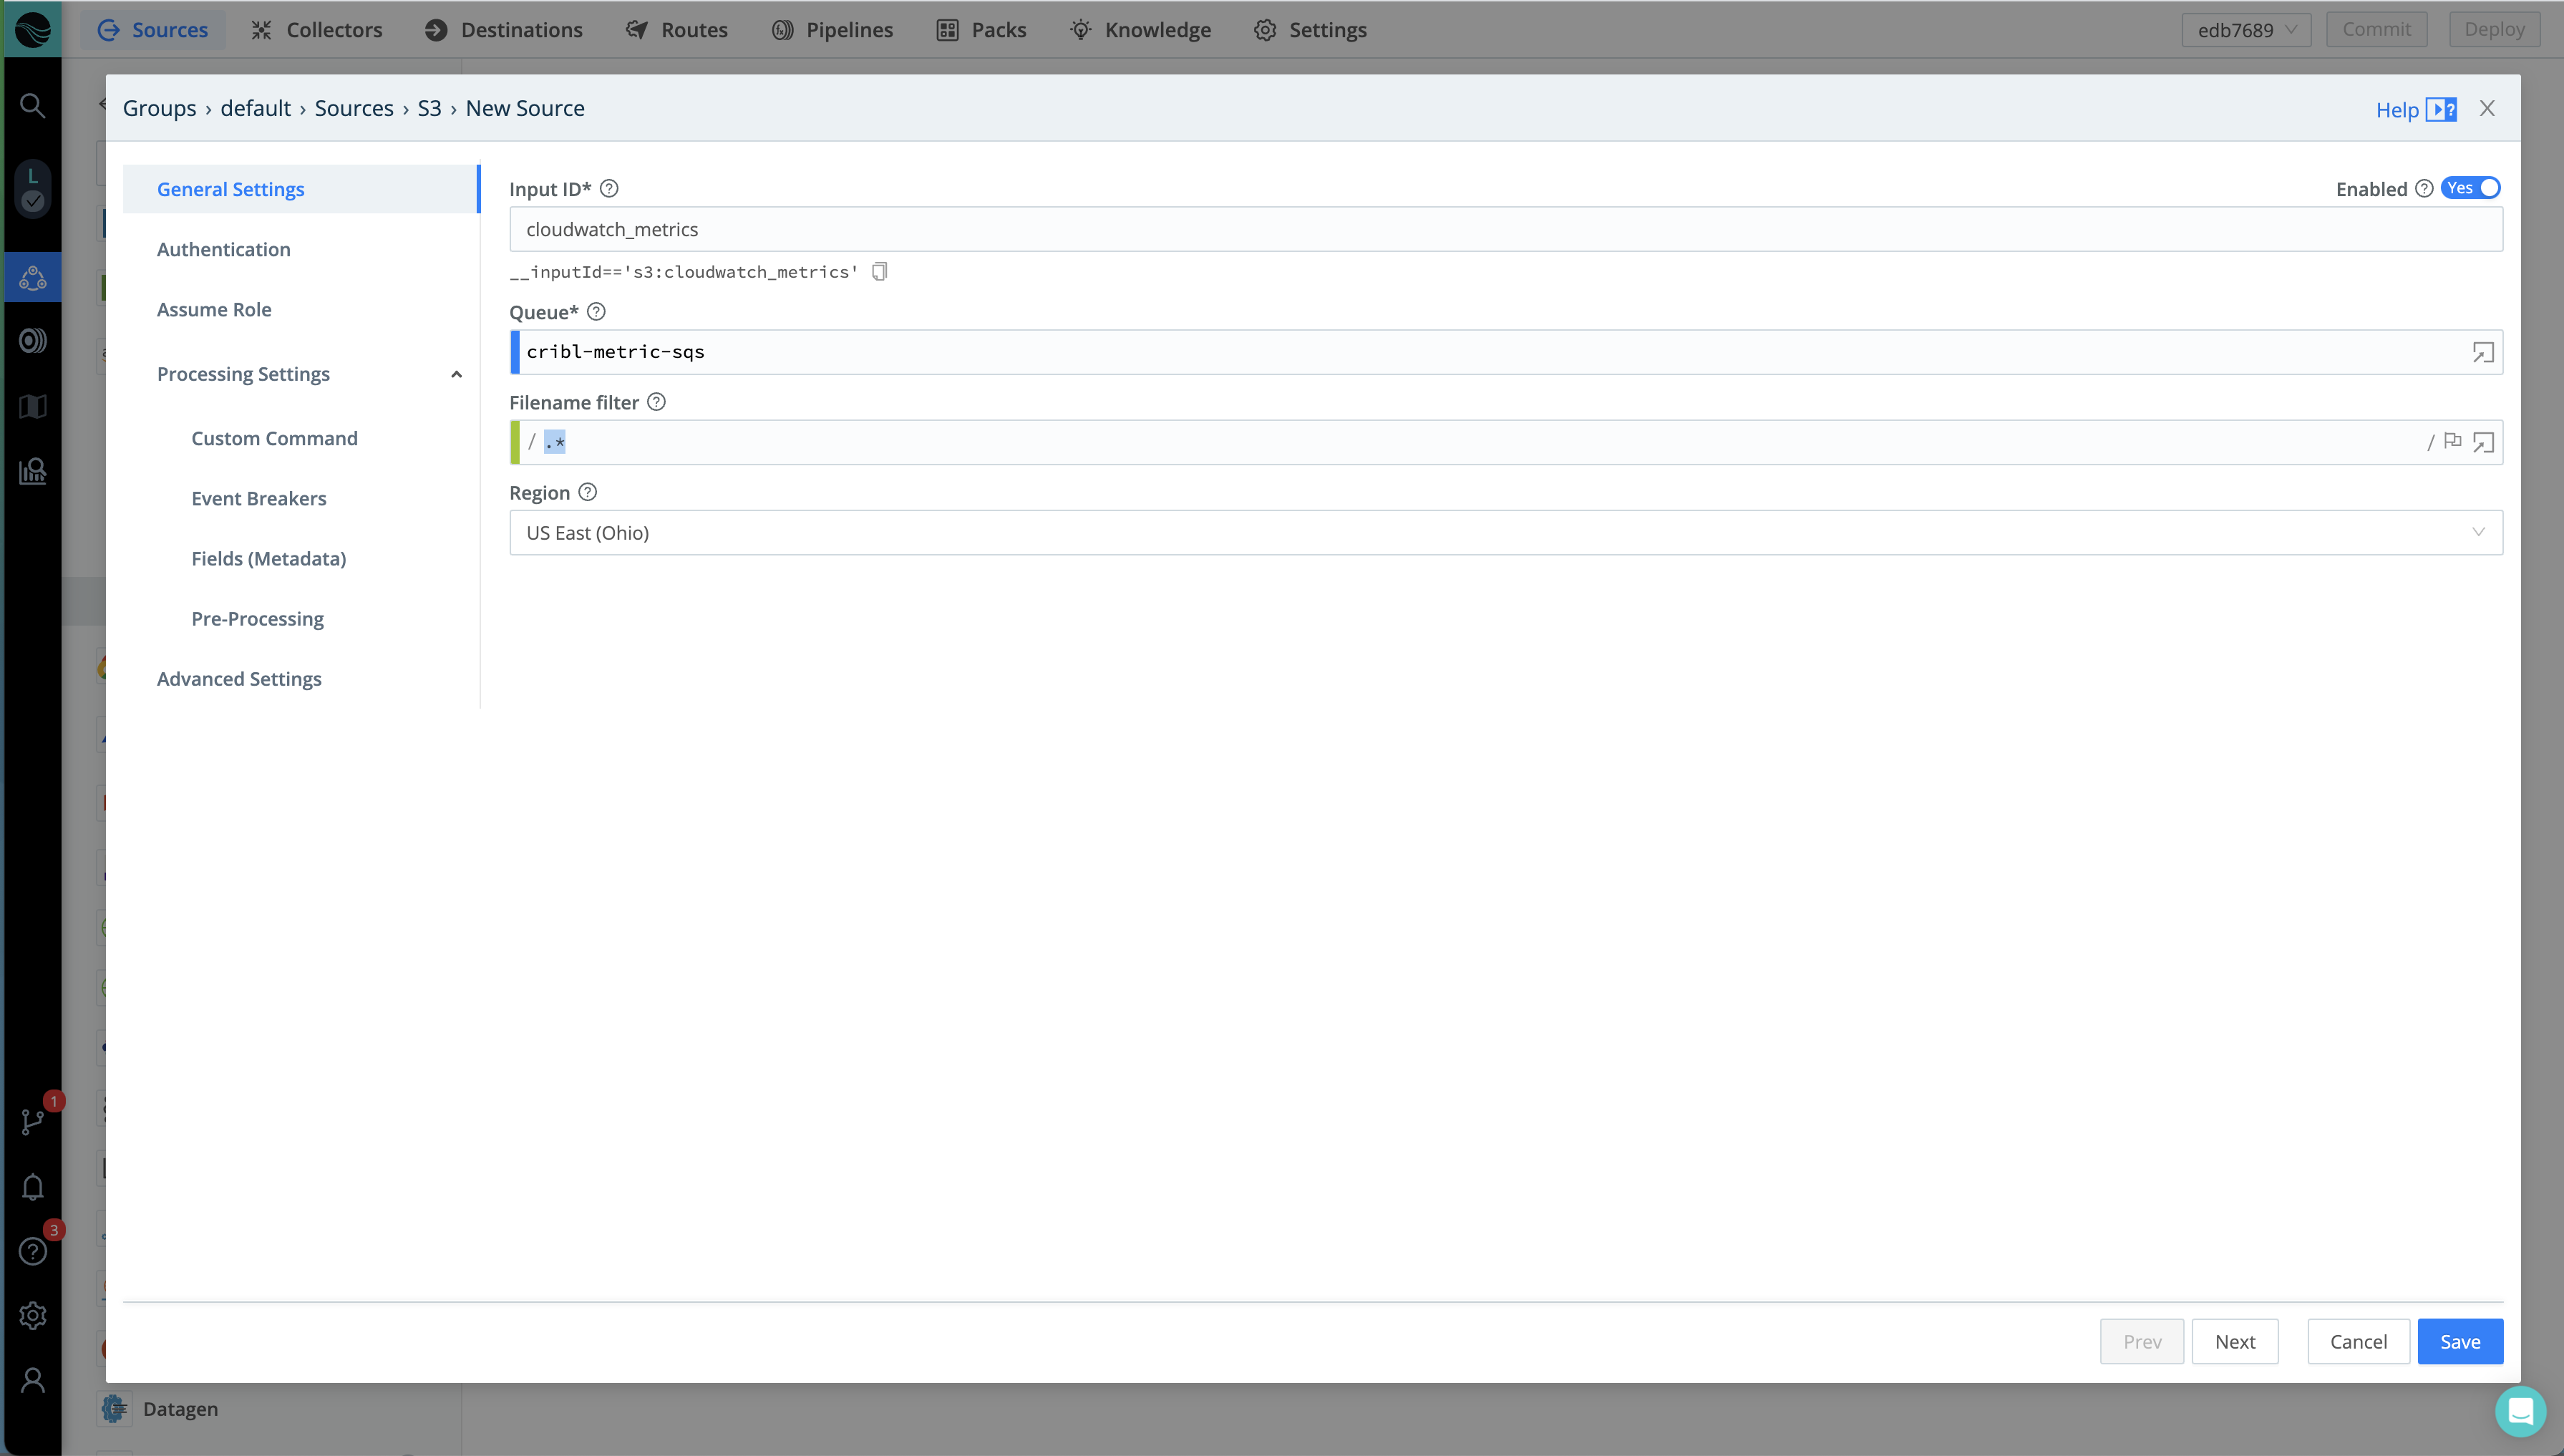 Sources Collectors Destinations Routes Pipelines Packs Knowledge Settings edb7689 Commit Deploy
Groups › default › Sources › S3 › New Source Help
L
General Settings
Authentication
Assume Role
Processing Settings
Custom Command
Event Breakers
Fields (Metadata)
Pre-Processing
Advanced Settings
Input ID* Enabled Yes
cloudwatch_metrics
__inputId=='s3:cloudwatch_metrics'
Queue*
cribl-metric-sqs
Filename filter
/ .* /
Region
US East (Ohio)
1
3
Prev Next Cancel Save
Datagen